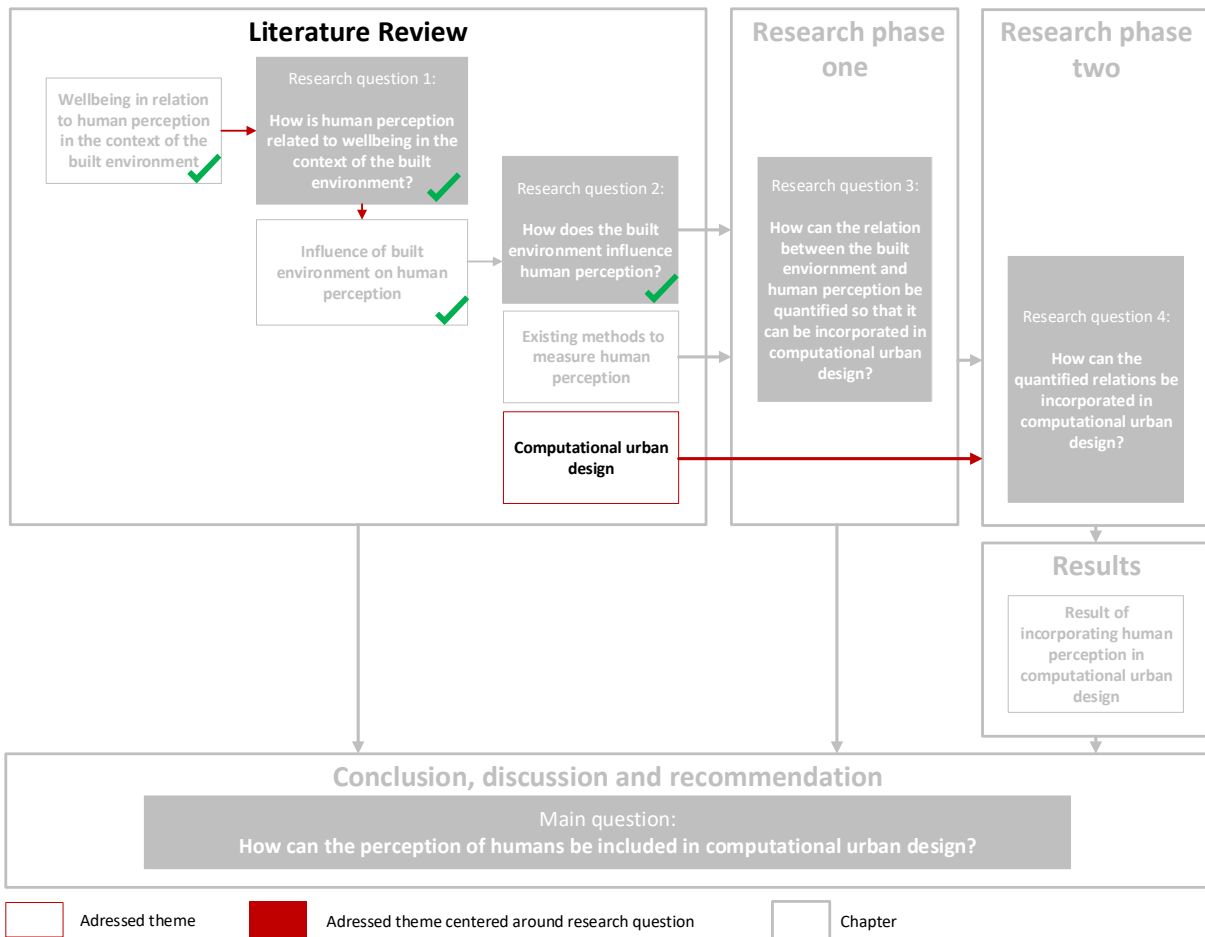 Literature Review
Wellbeing in relation
to human perception
in the context of the
built environment
Research question 1:
How is human perception
related to wellbeing in the
context of the built
environment?
Influence of built
environment on human
perception
Research question 2:
How does the built
environment influence
human perception?
Existing methods to
measure human
perception
Computational urban
design
Research phase
one
Research question 3:
How can the relation
between the built
enviornment and
human perception be
quantified so that it
can be incorporated in
computational urban
design?
Research phase
two
Research question 4:
How can the
quantified relations be
incorporated in
computational urban
design?
Results
Result of
incorporating human
perception in
computational urban
design
Conclusion, discussion and recommendation
Main question:
How can the perception of humans be included in computational urban design?
Adressed theme
Adressed theme centered around research question
Chapter